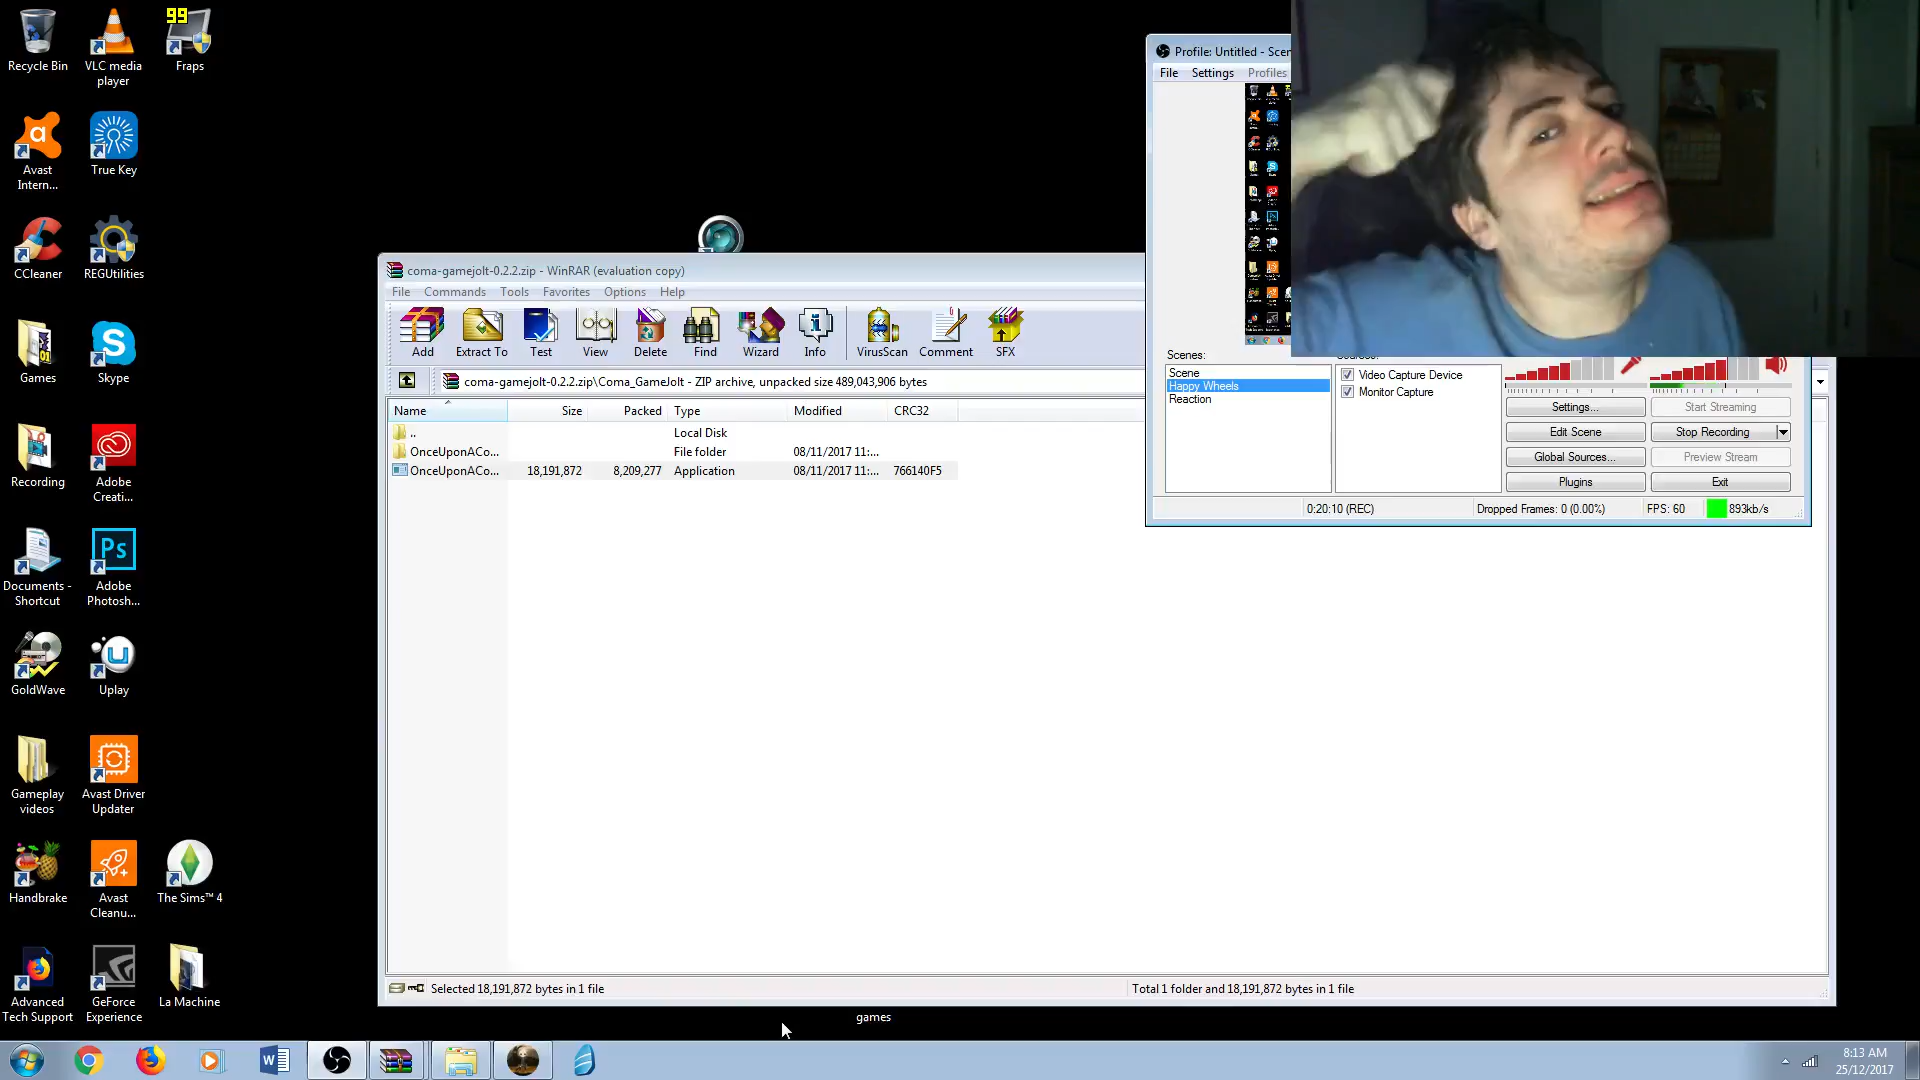 99
Recycle Bin
VLC media
player
Fraps
Avast
Intern...
True Key
CCleaner
REGUtilities
Games
Skype
Recording
Adobe
Creati...
Documents -
Shortcut
Ps
Adobe
Photosh...
GoldWave
Uplay
Gameplay
videos
Avast Driver
Updater
Handbrake
Avast
Cleanu...
The Sims™ 4
Advanced
Tech Support
GeForce
Experience
La Machine
coma-gamejolt-0.2.2.zip - WinRAR (evaluation copy)
File Commands Tools Favorites Options Help
Add Extract To Test View Delete Find Wizard Info VirusScan Comment SFX
coma-gamejolt-0.2.2.zip\Coma_GameJolt - ZIP archive, unpacked size 489,043,906 bytes
Name Size Packed Type Modified CRC32
.. Local Disk
OnceUponACo... File folder 08/11/2017 11:...
OnceUponACo... 18,191,872 8,209,277 Application 08/11/2017 11:... 766140F5
Selected 18,191,872 bytes in 1 file
Total 1 folder and 18,191,872 bytes in 1 file
games
Profile: Untitled - Scen
File Settings Profiles
Scenes:
Scene
Happy Wheels
Reaction
Video Capture Device
Monitor Capture
Settings... Start Streaming
Edit Scene Stop Recording
Global Sources... Preview Stream
Plugins Exit
0:20:10 (REC) Dropped Frames: 0 (0.00%) FPS: 60 893kb/s
8:13 AM
25/12/2017